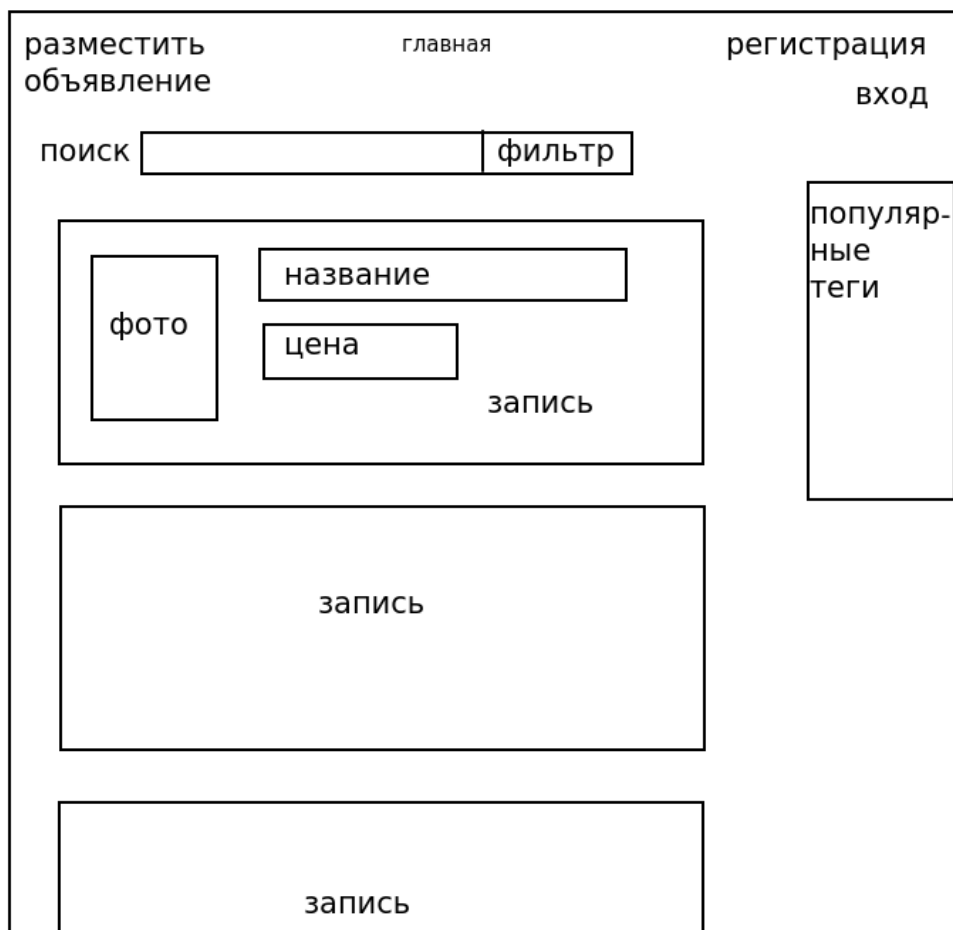 разместить
объявление
главная
регистрация
вход
поиск
фильтр
популяр-
ные
теги
название
фото
цена
запись
запись
запись